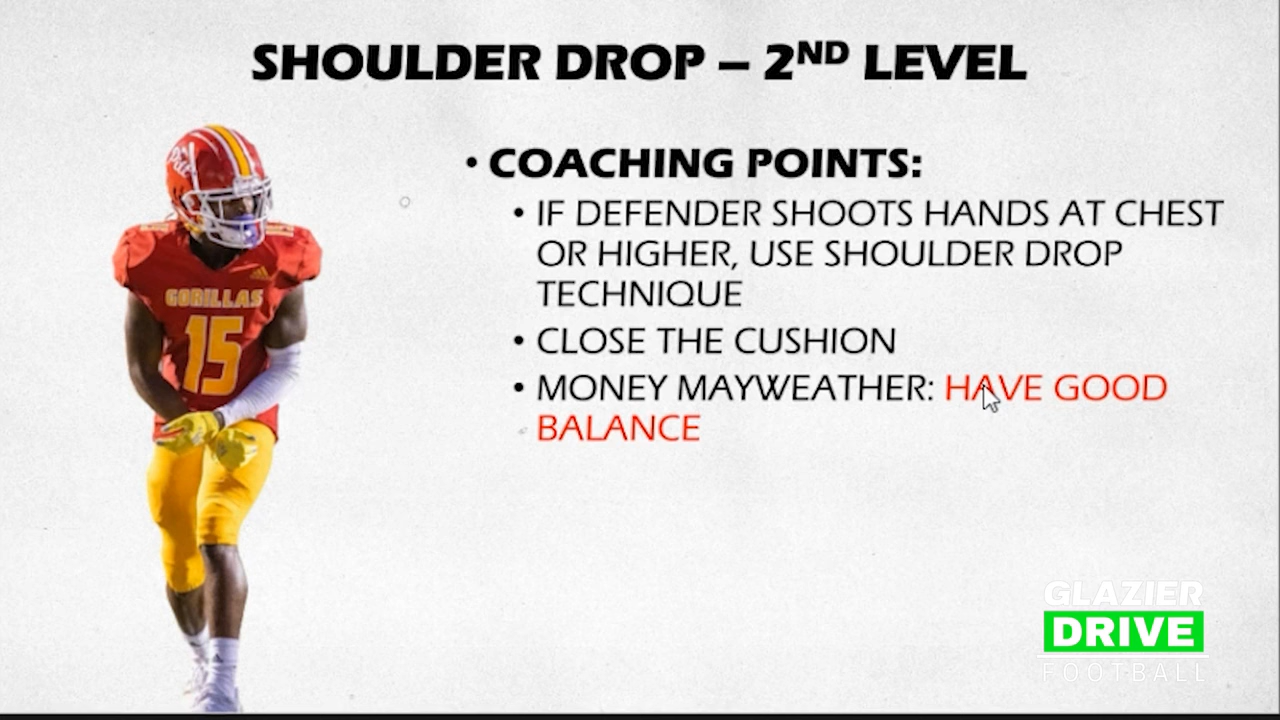 SHOULDER DROP – 2ND LEVEL
• COACHING POINTS:
• IF DEFENDER SHOOTS HANDS AT CHEST
OR HIGHER, USE SHOULDER DROP
TECHNIQUE
• CLOSE THE CUSHION
• MONEY MAYWEATHER: HAVE GOOD
BALANCE
GORILLAS
15
GLAZIER
DRIVE
FOOTBALL